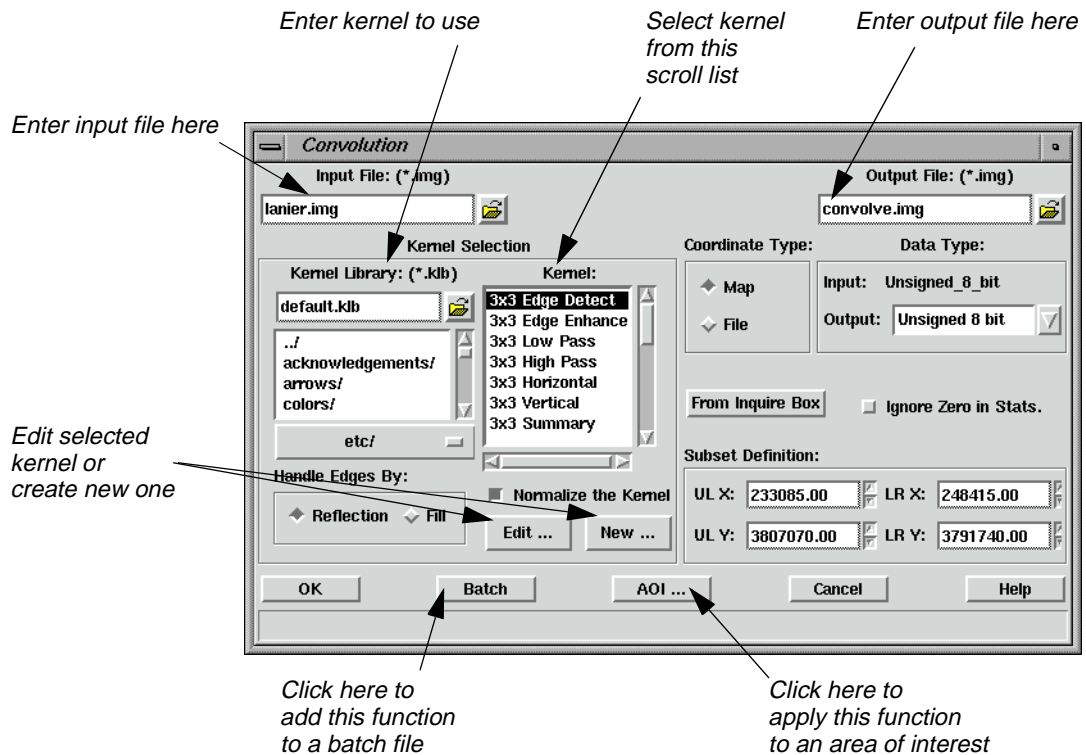 Enter kernel to use
Select kernel
from this
scroll list
Enter output file here
Enter input file here
Convolution
Input File: (*.img)
Output File: (*.img)
lanier.img
convolve.img
Kernel Selection
Coordinate Type:
Data Type:
Kernel Library: (*.klb)
Kernel:
default.klb
../
acknowledgements/
arrows/
colors/
etc/
3x3 Edge Detect
3x3 Edge Enhance
3x3 Low Pass
3x3 High Pass
3x3 Horizontal
3x3 Vertical
3x3 Summary
Map
File
Input: Unsigned_8_bit
Output: Unsigned 8 bit
From Inquire Box
Ignore Zero in Stats.
Edit selected
kernel or
create new one
Handle Edges By:
Reflection
Fill
Normalize the Kernel
Edit ...
New ...
Subset Definition:
UL X: 233085.00
LR X: 248415.00
UL Y: 3807070.00
LR Y: 3791740.00
OK
Batch
AOI ...
Cancel
Help
Click here to
add this function
to a batch file
Click here to
apply this function
to an area of interest